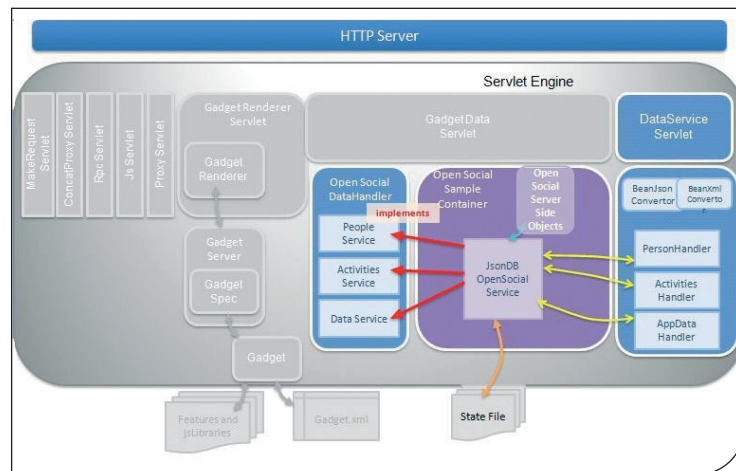 HTTP Server
Servlet Engine
MakeRequest
Servlet
ConcatProxy Servlet
Rpc Servlet
Js Servlet
Proxy Servlet
Gadget Renderer
Servlet
Gadget
Renderer
Gadget
Server
Gadget
Spec
Gadget
Features and
jsLibraries
Gadget.xml
GadgetData
Servlet
DataService
Servlet
Open Social
DataHandler
implements
People
Service
Activities
Service
Data Service
Open Social
Sample
Container
Open
Social
Server
Side
Objects
JsonDB
OpenSocial
Service
State File
BeanJson
Convertor
BeanXml
Converto
r
PersonHandler
Activities
Handler
AppData
Handler